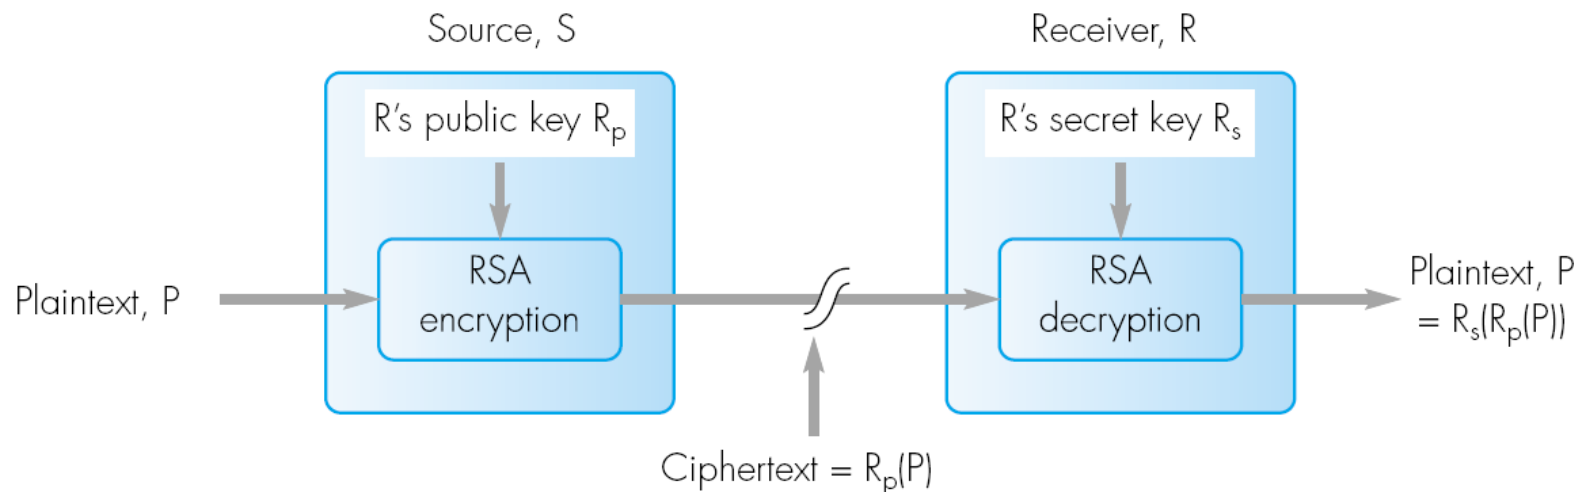 Source, S
Receiver, R
R's public key Rₚ
R's secret key Rₛ
Plaintext, P
RSA
encryption
RSA
decryption
Plaintext, P
= Rₛ(Rₚ(P))
Ciphertext = Rₚ(P)